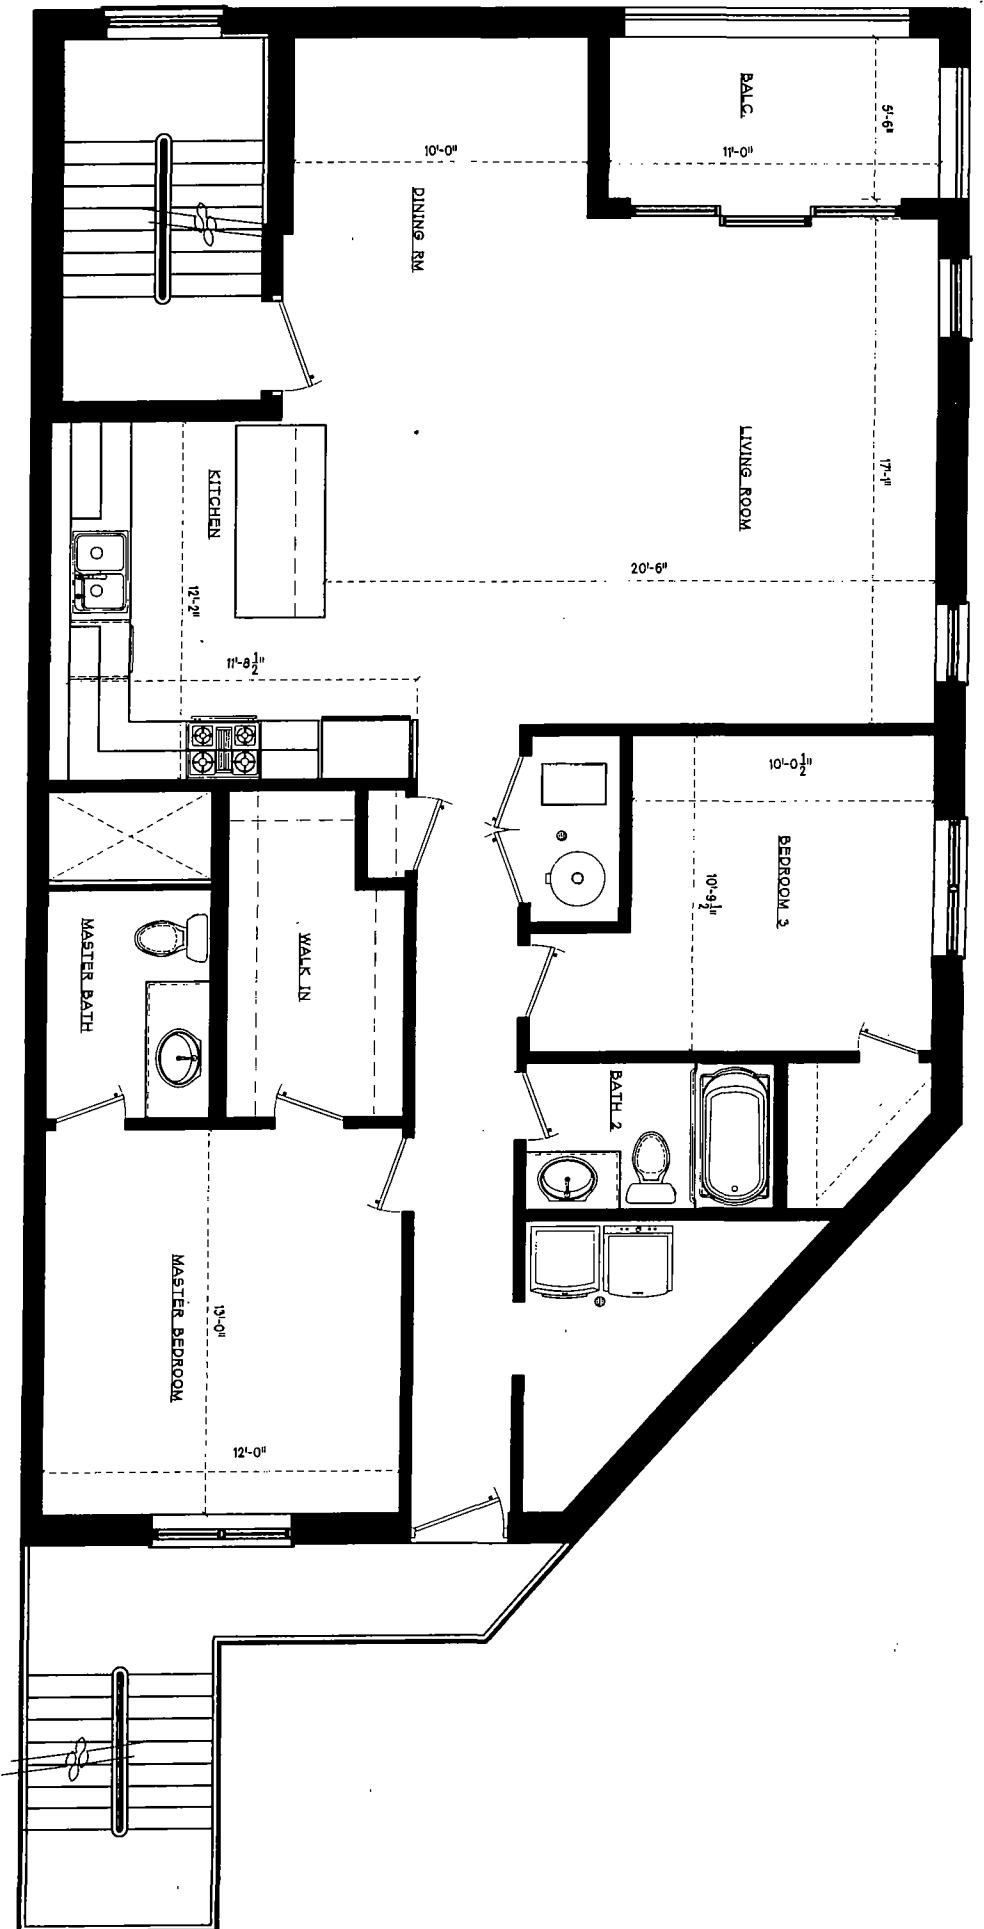 BALC.
5'-6"
11'-0"
10'-0"
DINING RM
LIVING ROOM
17'-1"
20'-6"
KITCHEN
12'-2"
11'-8 1/2"
10'-0 1/2"
BEDROOM 3
10'-9 1/2"
WALK IN
MASTER BATH
BATH 2
MASTER BEDROOM
13'-0"
12'-0"